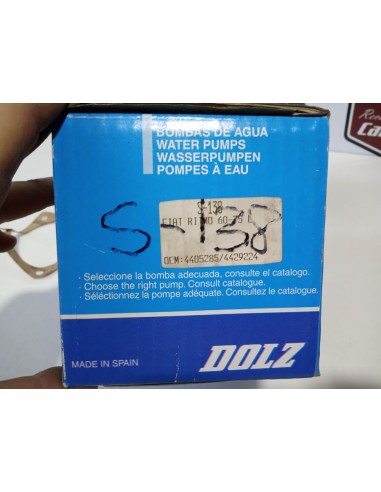 BOMBAS DE AGUA
WATER PUMPS
WASSERPUMPEN
POMPES À EAU
S-138
S-138
FIAT RITMO 60-75 L
OEM:4405285/4429224
· Seleccione la bomba adecuada, consulte el catalogo.
· Choose the right pump. Consult catalogue.
· Séléctionnez la pompe adéquate. Consultez le catalogue.
MADE IN SPAIN
DOLZ